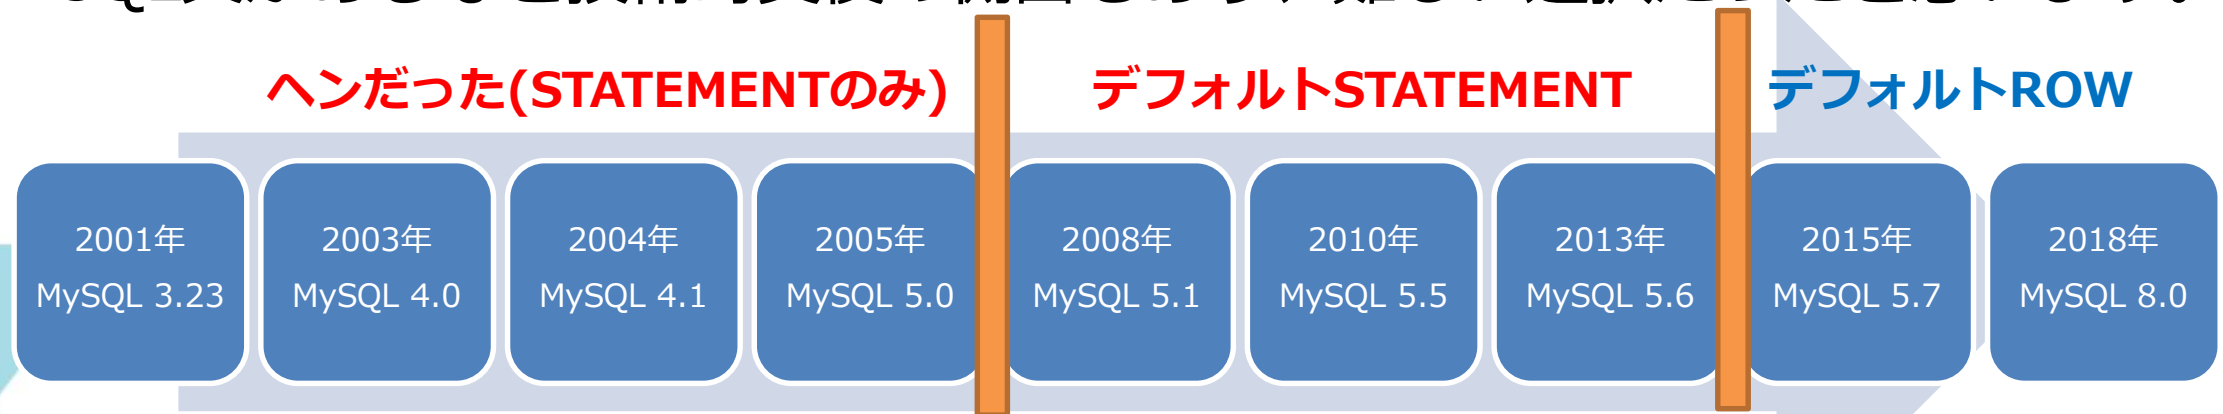 ヘンだった(STATEMENTのみ)
デフォルトSTATEMENT
デフォルトROW
2001年
MySQL 3.23
2003年
MySQL 4.0
2004年
MySQL 4.1
2005年
MySQL 5.0
2008年
MySQL 5.1
2010年
MySQL 5.5
2013年
MySQL 5.6
2015年
MySQL 5.7
2018年
MySQL 8.0